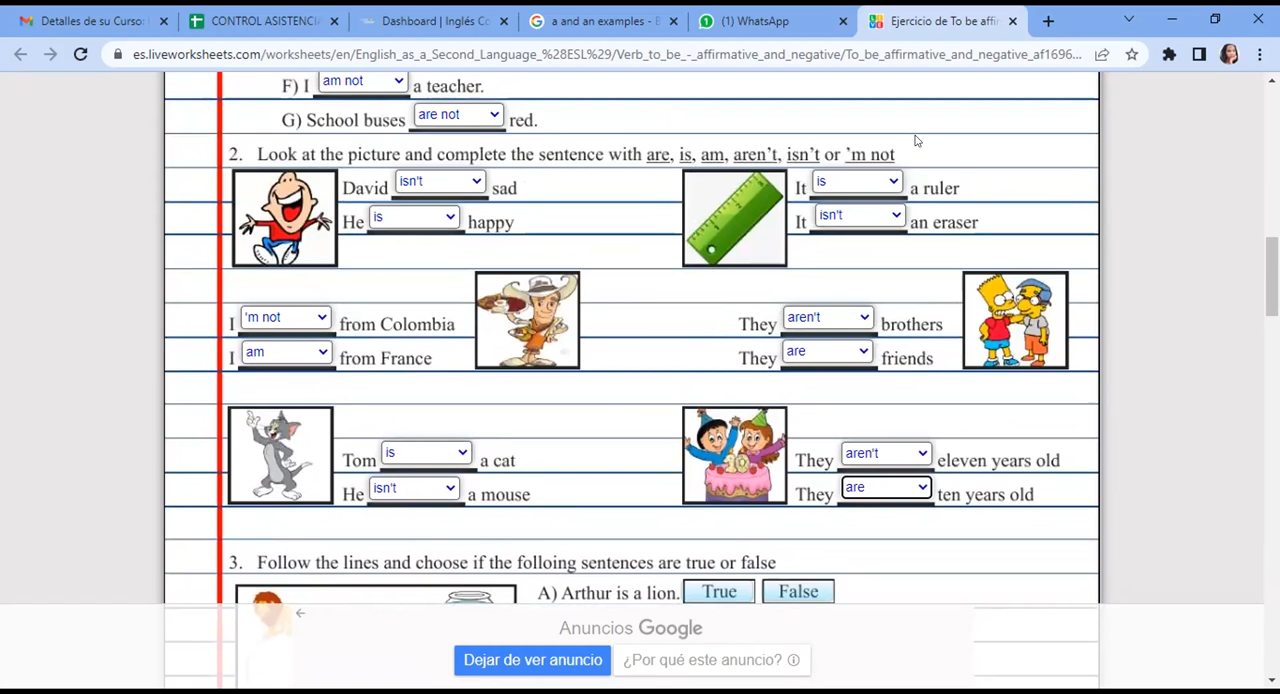 Detalles de su Curso:
CONTROL ASISTENCI
Dashboard | Inglés Co
a and an examples - B
(1) WhatsApp
Ejercicio de To be affi
es.liveworksheets.com/worksheets/en/English_as_a_Second_Language_%28ESL%29/Verb_to_be_-_affirmative_and_negative/To_be_affirmative_and_negative_af1696...
F) I am not a teacher.
G) School buses are not red.
2. Look at the picture and complete the sentence with are, is, am, aren't, isn't or 'm not
David isn't sad
It is a ruler
He is happy
It isn't an eraser
I 'm not from Colombia
They aren't brothers
I am from France
They are friends
Tom is a cat
They aren't eleven years old
He isn't a mouse
They are ten years old
10
3. Follow the lines and choose if the folloing sentences are true or false
A) Arthur is a lion. True False
Anuncios Google
Dejar de ver anuncio
¿Por qué este anuncio?